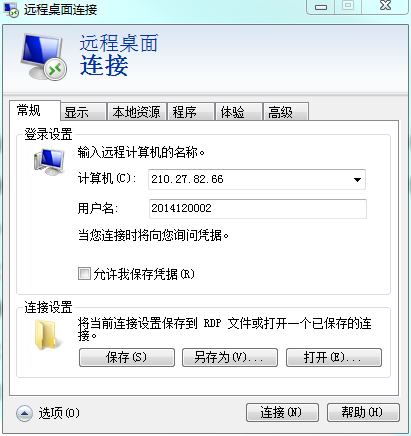 远程桌面连接
远程桌面
连接
常规 显示 本地资源 程序 体验 高级
登录设置
输入远程计算机的名称。
计算机(C): 210.27.82.66
用户名: 2014120002
当您连接时将向您询问凭据。
允许我保存凭据(R)
连接设置
将当前连接设置保存到 RDP 文件或打开一个已保存的连
接。
保存(S) 另存为(V)... 打开(E)...
选项(O) 连接(N) 帮助(H)